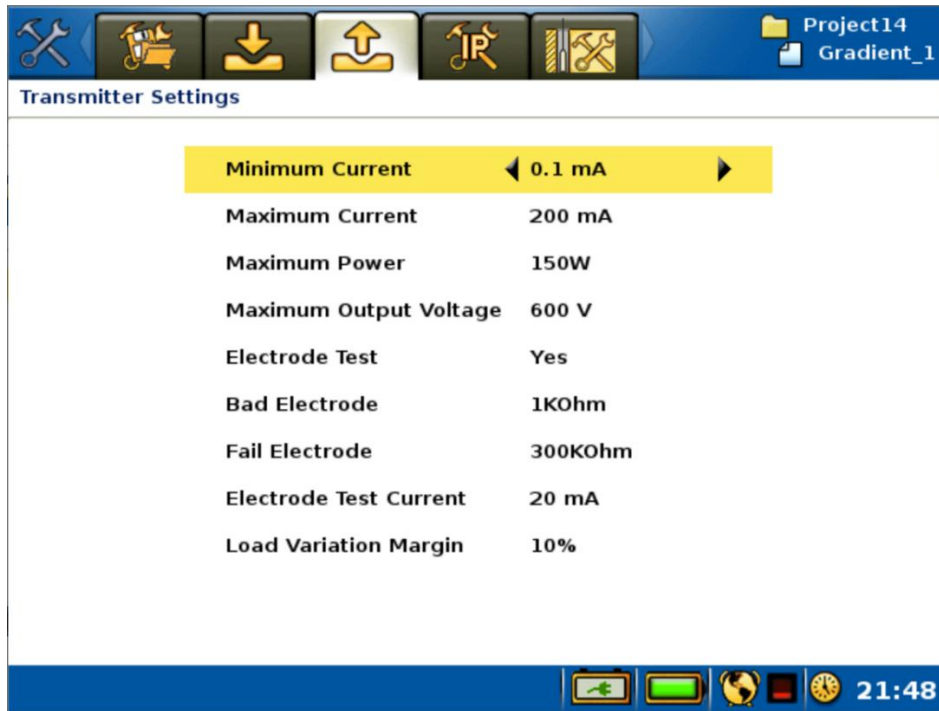 IP
Project14
Gradient_1
Transmitter Settings
Minimum Current 0.1 mA
Maximum Current 200 mA
Maximum Power 150W
Maximum Output Voltage 600 V
Electrode Test Yes
Bad Electrode 1KOhm
Fail Electrode 300KOhm
Electrode Test Current 20 mA
Load Variation Margin 10%
21:48